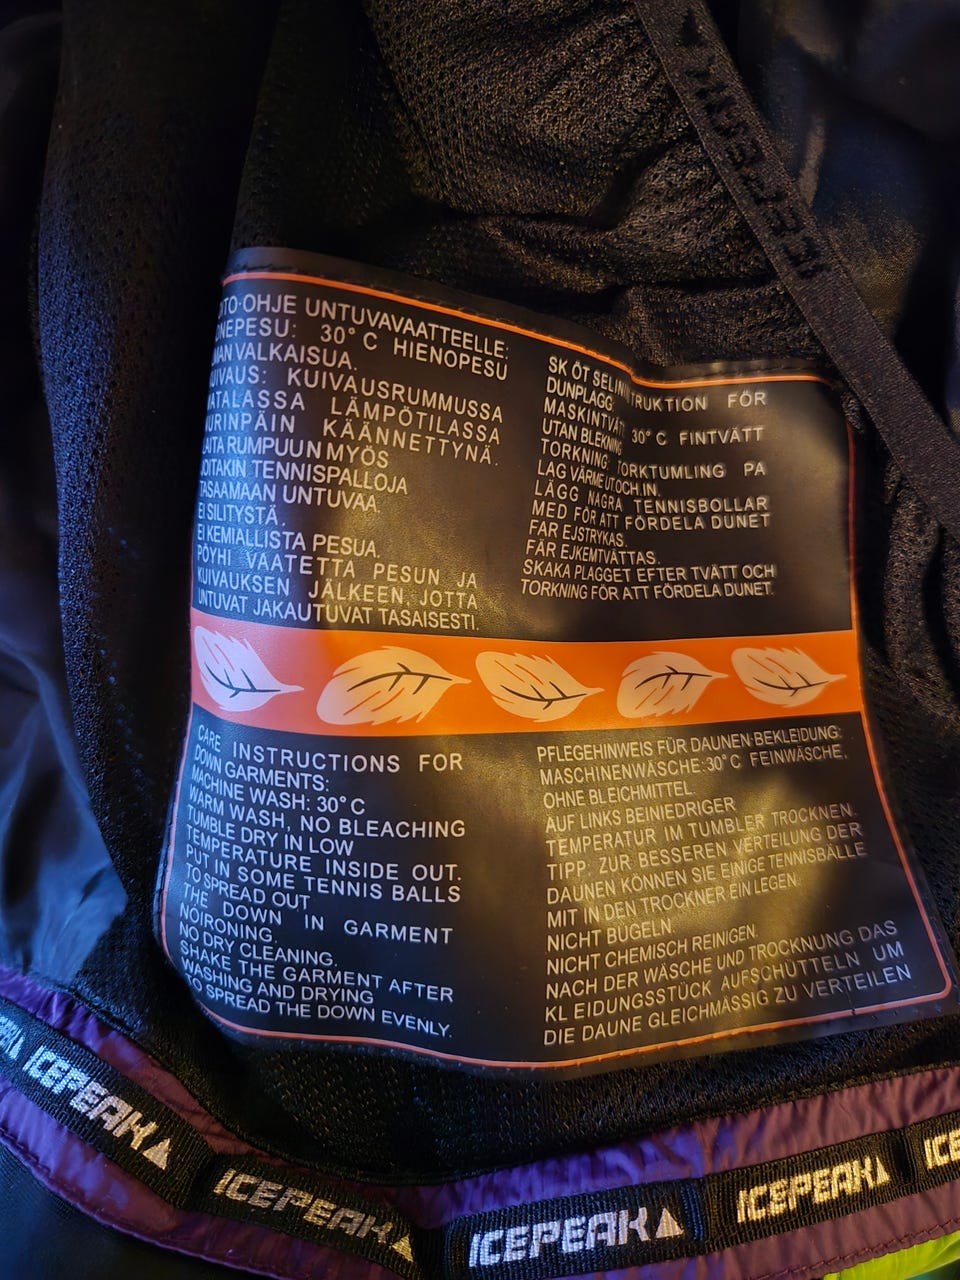 ICEPEAK
OHJE UNTUVAVAATTEELLE:
30°C HIENOPESU
VALKAISUA.
KUIVAUSRUMMUSSA
LÄMPÖTILASSA
KÄÄNNETTYNÄ.
RUMPUUN MYÖS
JOITAKIN TENNISPALLOJA
TASAAMAAN UNTUVAA.
EI SILITYSTÄ.
EI KEMIALLISTA PESUA.
PÖYHI VAATETTA PESUN JA
KUIVAUKSEN JÄLKEEN, JOTTA
UNTUVAT JAKAUTUVAT TASAISESTI.
SK ÖT SEL TRUKTION FÖR
DUNPLAGG:
MASKINTVÄTT 30°C FINTVÄTT
UTAN BLEKNING
TORKNING: TORKTUMLING PA
LAG VÄRME UT OCH IN.
LÄGG NAGRA TENNISBOLLAR
MED FÖR ATT FÖRDELA DUNET
FAR EJSTRYKAS.
FÄR EJKEMTVÄTTAS.
SKAKA PLAGGET EFTER TVÄTT OCH
TORKNING FÖR ATT FÖRDELA DUNET.
CARE INSTRUCTIONS FOR
DOWN GARMENTS:
MACHINE WASH: 30°C
WARM WASH, NO BLEACHING
TUMBLE DRY IN LOW
TEMPERATURE INSIDE OUT.
PUT IN SOME TENNIS BALLS
TO SPREAD OUT
THE DOWN IN GARMENT
NOIRONING.
NO DRY CLEANING.
SHAKE THE GARMENT AFTER
WASHING AND DRYING
TO SPREAD THE DOWN EVENLY.
PFLEGEHINWEIS FÜR DAUNEN-BEKLEIDUNG:
MASCHINENWÄSCHE:30°C FEINWÄSCHE,
OHNE BLEICHMITTEL.
AUF LINKS BEINIEDRIGER
TEMPERATUR IM TUMBLER TROCKNEN.
TIPP: ZUR BESSEREN VERTEILUNG DER
DAUNEN KÖNNEN SIE EINIGE TENNISBÄLLE
MIT IN DEN TROCKNER EIN LEGEN.
NICHT BÜGELN.
NICHT CHEMISCH REINIGEN.
NACH DER WÄSCHE UND TROCKNUNG DAS
KL EIDUNGSSTÜCK AUFSCHÜTTELN UM
DIE DAUNE GLEICHMÄSSIG ZU VERTEILEN
ICEPEAK
ICEPEAK
ICEPEAK
ICEPEAK